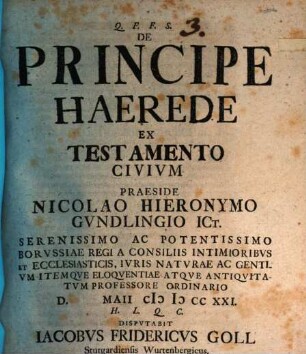 Q. F. F. S. 3.
DE
PRINCIPE
HAEREDE
EX
TESTAMENTO
CIVIVM
PRAESIDE
NICOLAO HIERONYMO
GVNDLINGIO ICT.
SERENISSIMO AC POTENTISSIMO
BORVSSIAE REGI A CONSILIIS INTIMIORIBVS
ET ECCLESIASTICIS, IVRIS NATVRAE AC GENTI-
VM ITEMQVE ELOQVENTIAE ATQVE ANTIQVITA-
TVM PROFESSORE ORDINARIO
D. MAII CIƆ IƆ CC XXI.
H. L. Q. C.
DISPVTABIT
IACOBVS FRIDERICVS GOLL
Stutgardiensis Wurtenbergicus.